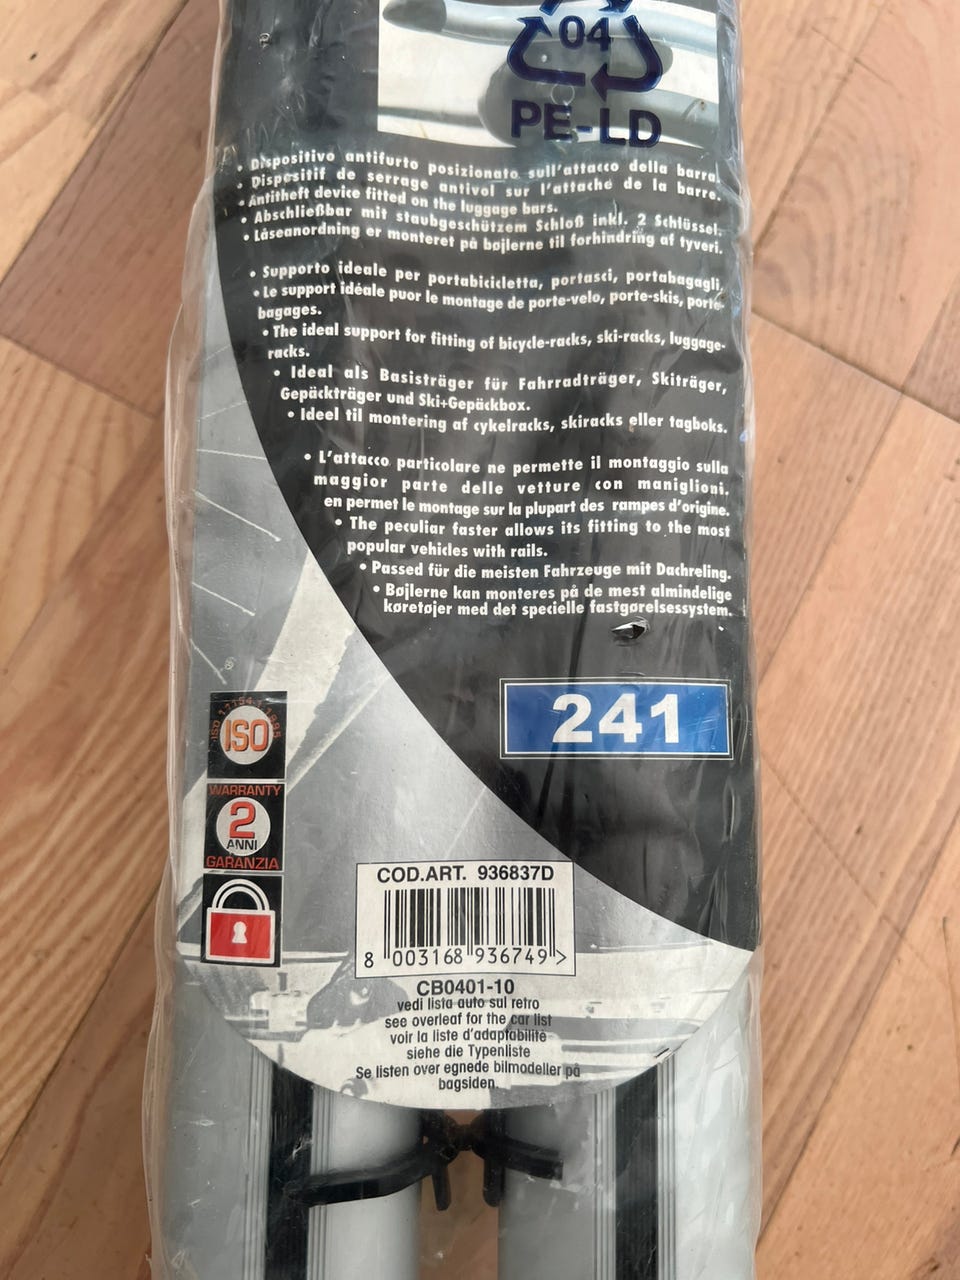 04
PE-LD
• Dispositivo antifurto posizionato sull'attacco della barra.
• Dispositif de serrage antivol sur l'attache de la barre.
• Antitheft device fitted on the luggage bars.
• Abschließbar mit staubgeschützem Schloß inkl. 2 Schlüssel.
• Låseanordning er monteret på bøjlerne til forhindring af tyveri.
• Supporto ideale per portabicicletta, portasci, portabagagli,
• Le support idéale puor le montage de porte-velo, porte-skis, porte-
bagages.
• The ideal support for fitting of bicycle-racks, ski-racks, luggage-
racks.
• Ideal als Basisträger für Fahrradträger, Skiträger,
Gepäckträger und Ski+Gepäckbox.
• Ideel til montering af cykelracks, skiracks eller tagboks.
• L'attacco particolare ne permette il montaggio sulla
maggior parte delle vetture con maniglioni.
en permet le montage sur la plupart des rampes d'origine.
• The peculiar faster allows its fitting to the most
popular vehicles with rails.
• Passed für die meisten Fahrzeuge mit Dachreling.
• Bøjlerne kan monteres på de mest almindelige
køretøjer med det specielle fastgørelsessystem.
241
ISO
WARRANTY
2
ANNI
GARANZIA
COD.ART. 936837D
8 003168 936749 >
CB0401-10
vedi lista auto sul retro
see overleaf for the car list
voir la liste d'adaptabilité
siehe die Typenliste
Se listen over egnede bilmodeller på
bagsiden.